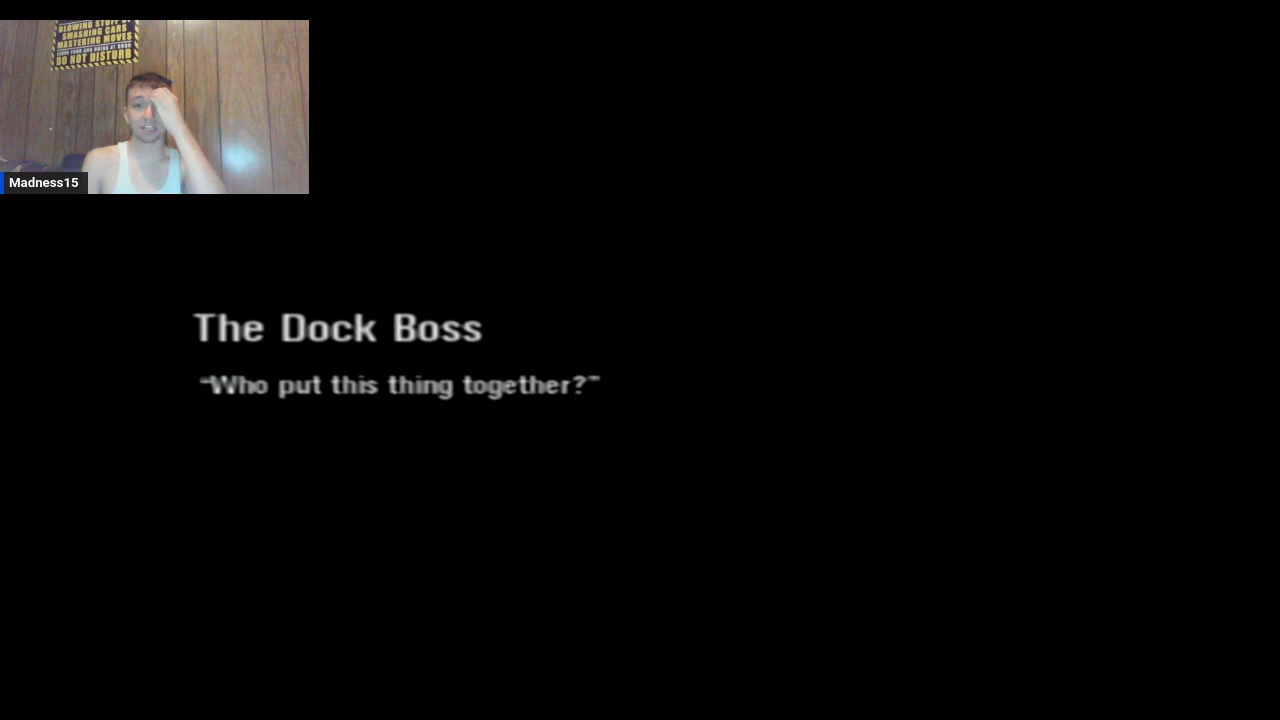 BLOWING STUFF UP
SMASHING CARS
MASTERING MOVES
DO NOT DISTURB
Madness15
The Dock Boss
“Who put this thing together?”